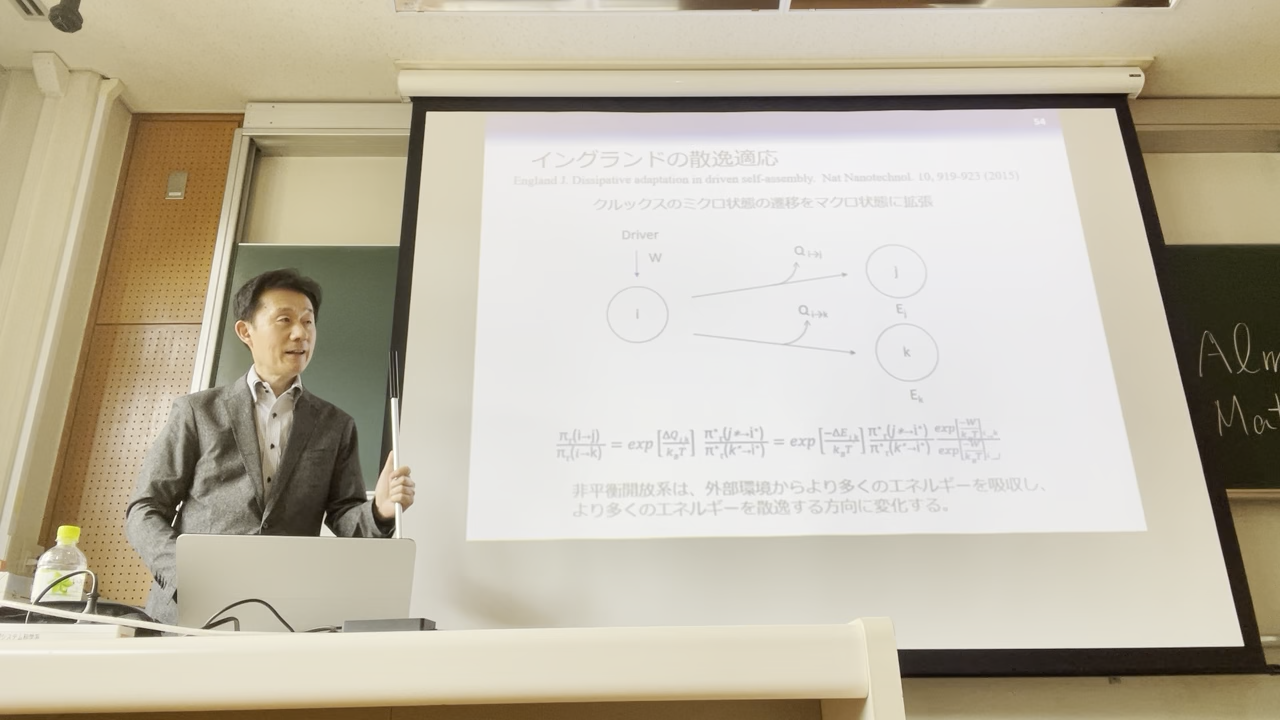 54
イングランドの散逸適応
England J. Dissipative adaptation in driven self-assembly. Nat Nanotechnol. 10, 919-923 (2015)
クルックスのミクロ状態の遷移をマクロ状態に拡張
Driver
W
Q i→j
j
i
E j
Q i→k
k
E k
π τ(i→j) / π τ(i→k) = exp[ΔQ i,k / k B T] π* τ(j*→i*) / π* τ(k*→i*) = exp[-ΔE j,k / k B T] π* τ(j*→i*) / π* τ(k*→i*)
非平衡開放系は、外部環境からより多くのエネルギーを吸収し、
より多くのエネルギーを散逸する方向に変化する。
Alm
Mat